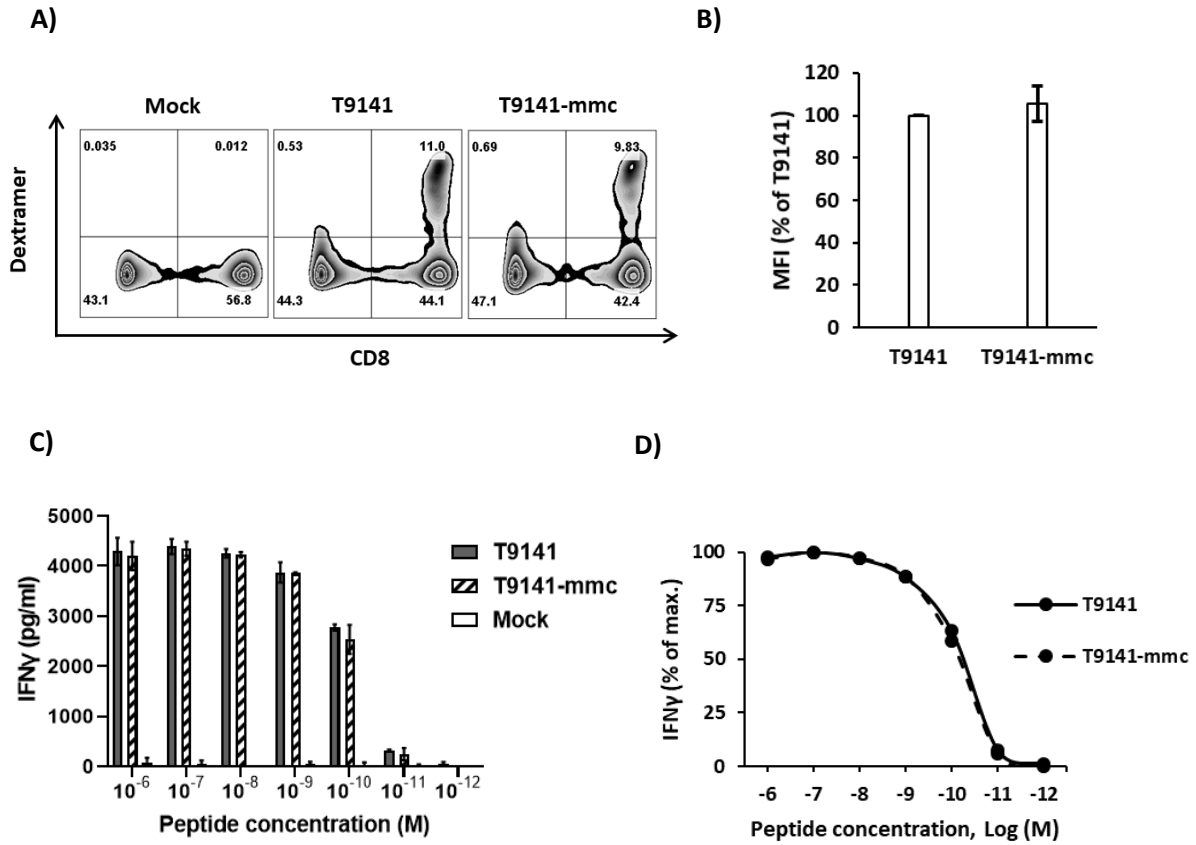 A)
Mock
T9141
T9141-mmc
0.035
0.012
0.53
11.0
0.69
9.83
43.1
56.8
44.3
44.1
47.1
42.4
Dextramer
CD8
B)
MFI (% of T9141)
120
100
80
60
40
20
0
T9141
T9141-mmc
C)
IFNγ (pg/ml)
5000
4000
3000
2000
1000
0
10⁻⁶
10⁻⁷
10⁻⁸
10⁻⁹
10⁻¹⁰
10⁻¹¹
10⁻¹²
Peptide concentration (M)
T9141
T9141-mmc
Mock
D)
IFNγ (% of max.)
100
75
50
25
0
-6
-7
-8
-9
-10
-11
-12
Peptide concentration, Log (M)
T9141
T9141-mmc